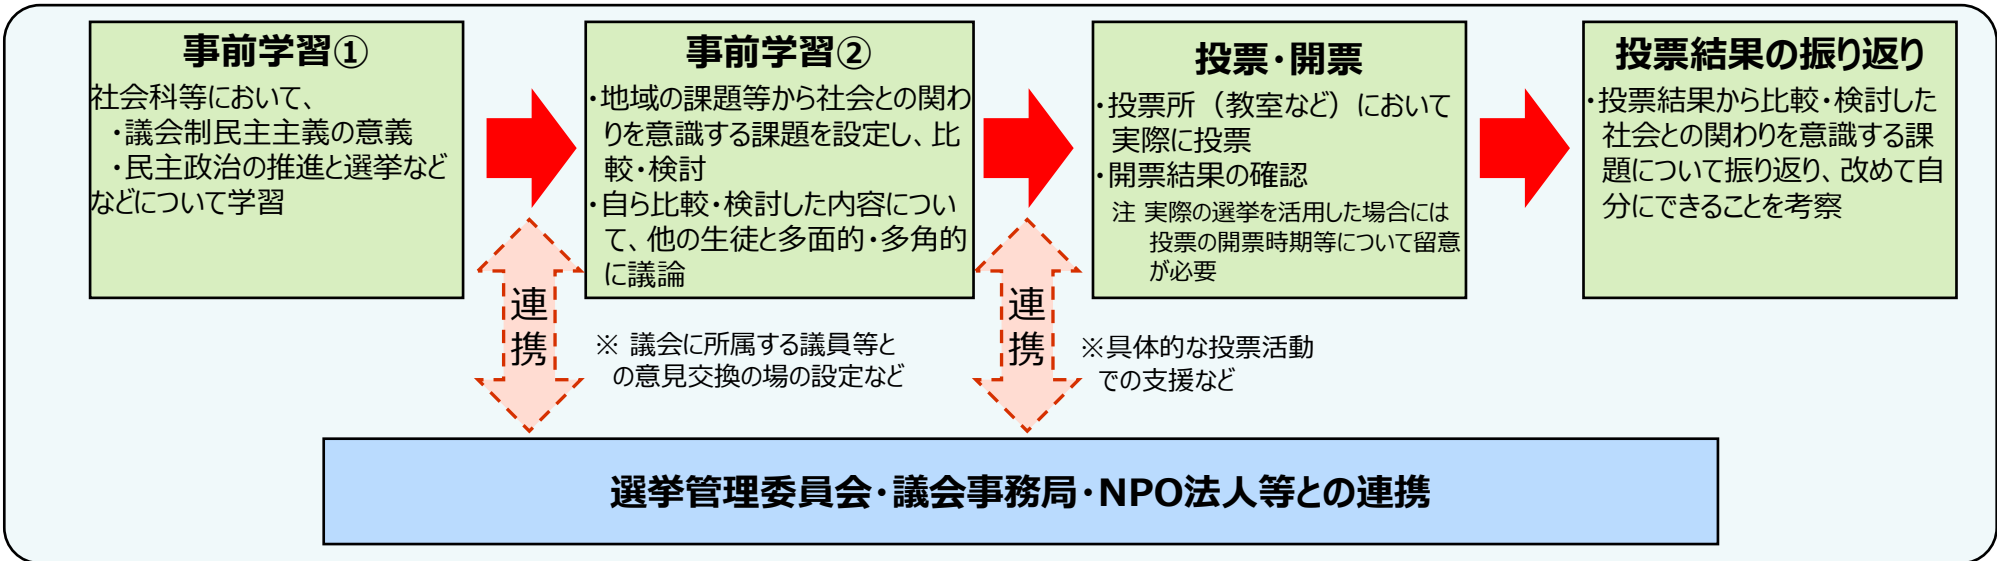 事前学習①
社会科等において、
・議会制民主主義の意義
・民主政治の推進と選挙など
などについて学習
事前学習②
・地域の課題等から社会との関わ
りを意識する課題を設定し、比
較・検討
・自ら比較・検討した内容につい
て、他の生徒と多面的・多角的
に議論
投票・開票
・投票所（教室など）において
実際に投票
・開票結果の確認
注 実際の選挙を活用した場合には
投票の開票時期等について留意
が必要
投票結果の振り返り
・投票結果から比較・検討した
社会との関わりを意識する課
題について振り返り、改めて自
分にできることを考察
連
携
※ 議会に所属する議員等と
の意見交換の場の設定など
連
携
※具体的な投票活動
での支援など
選挙管理委員会・議会事務局・NPO法人等との連携